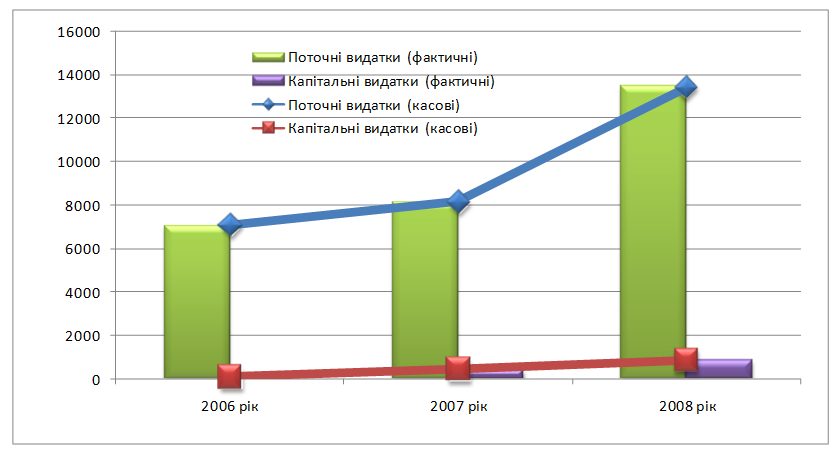 16000
14000
12000
10000
8000
6000
4000
2000
0
Поточні видатки (фактичні)
Капітальні видатки (фактичні)
Поточні видатки (касові)
Капітальні видатки (касові)
2006 рік
2007 рік
2008 рік